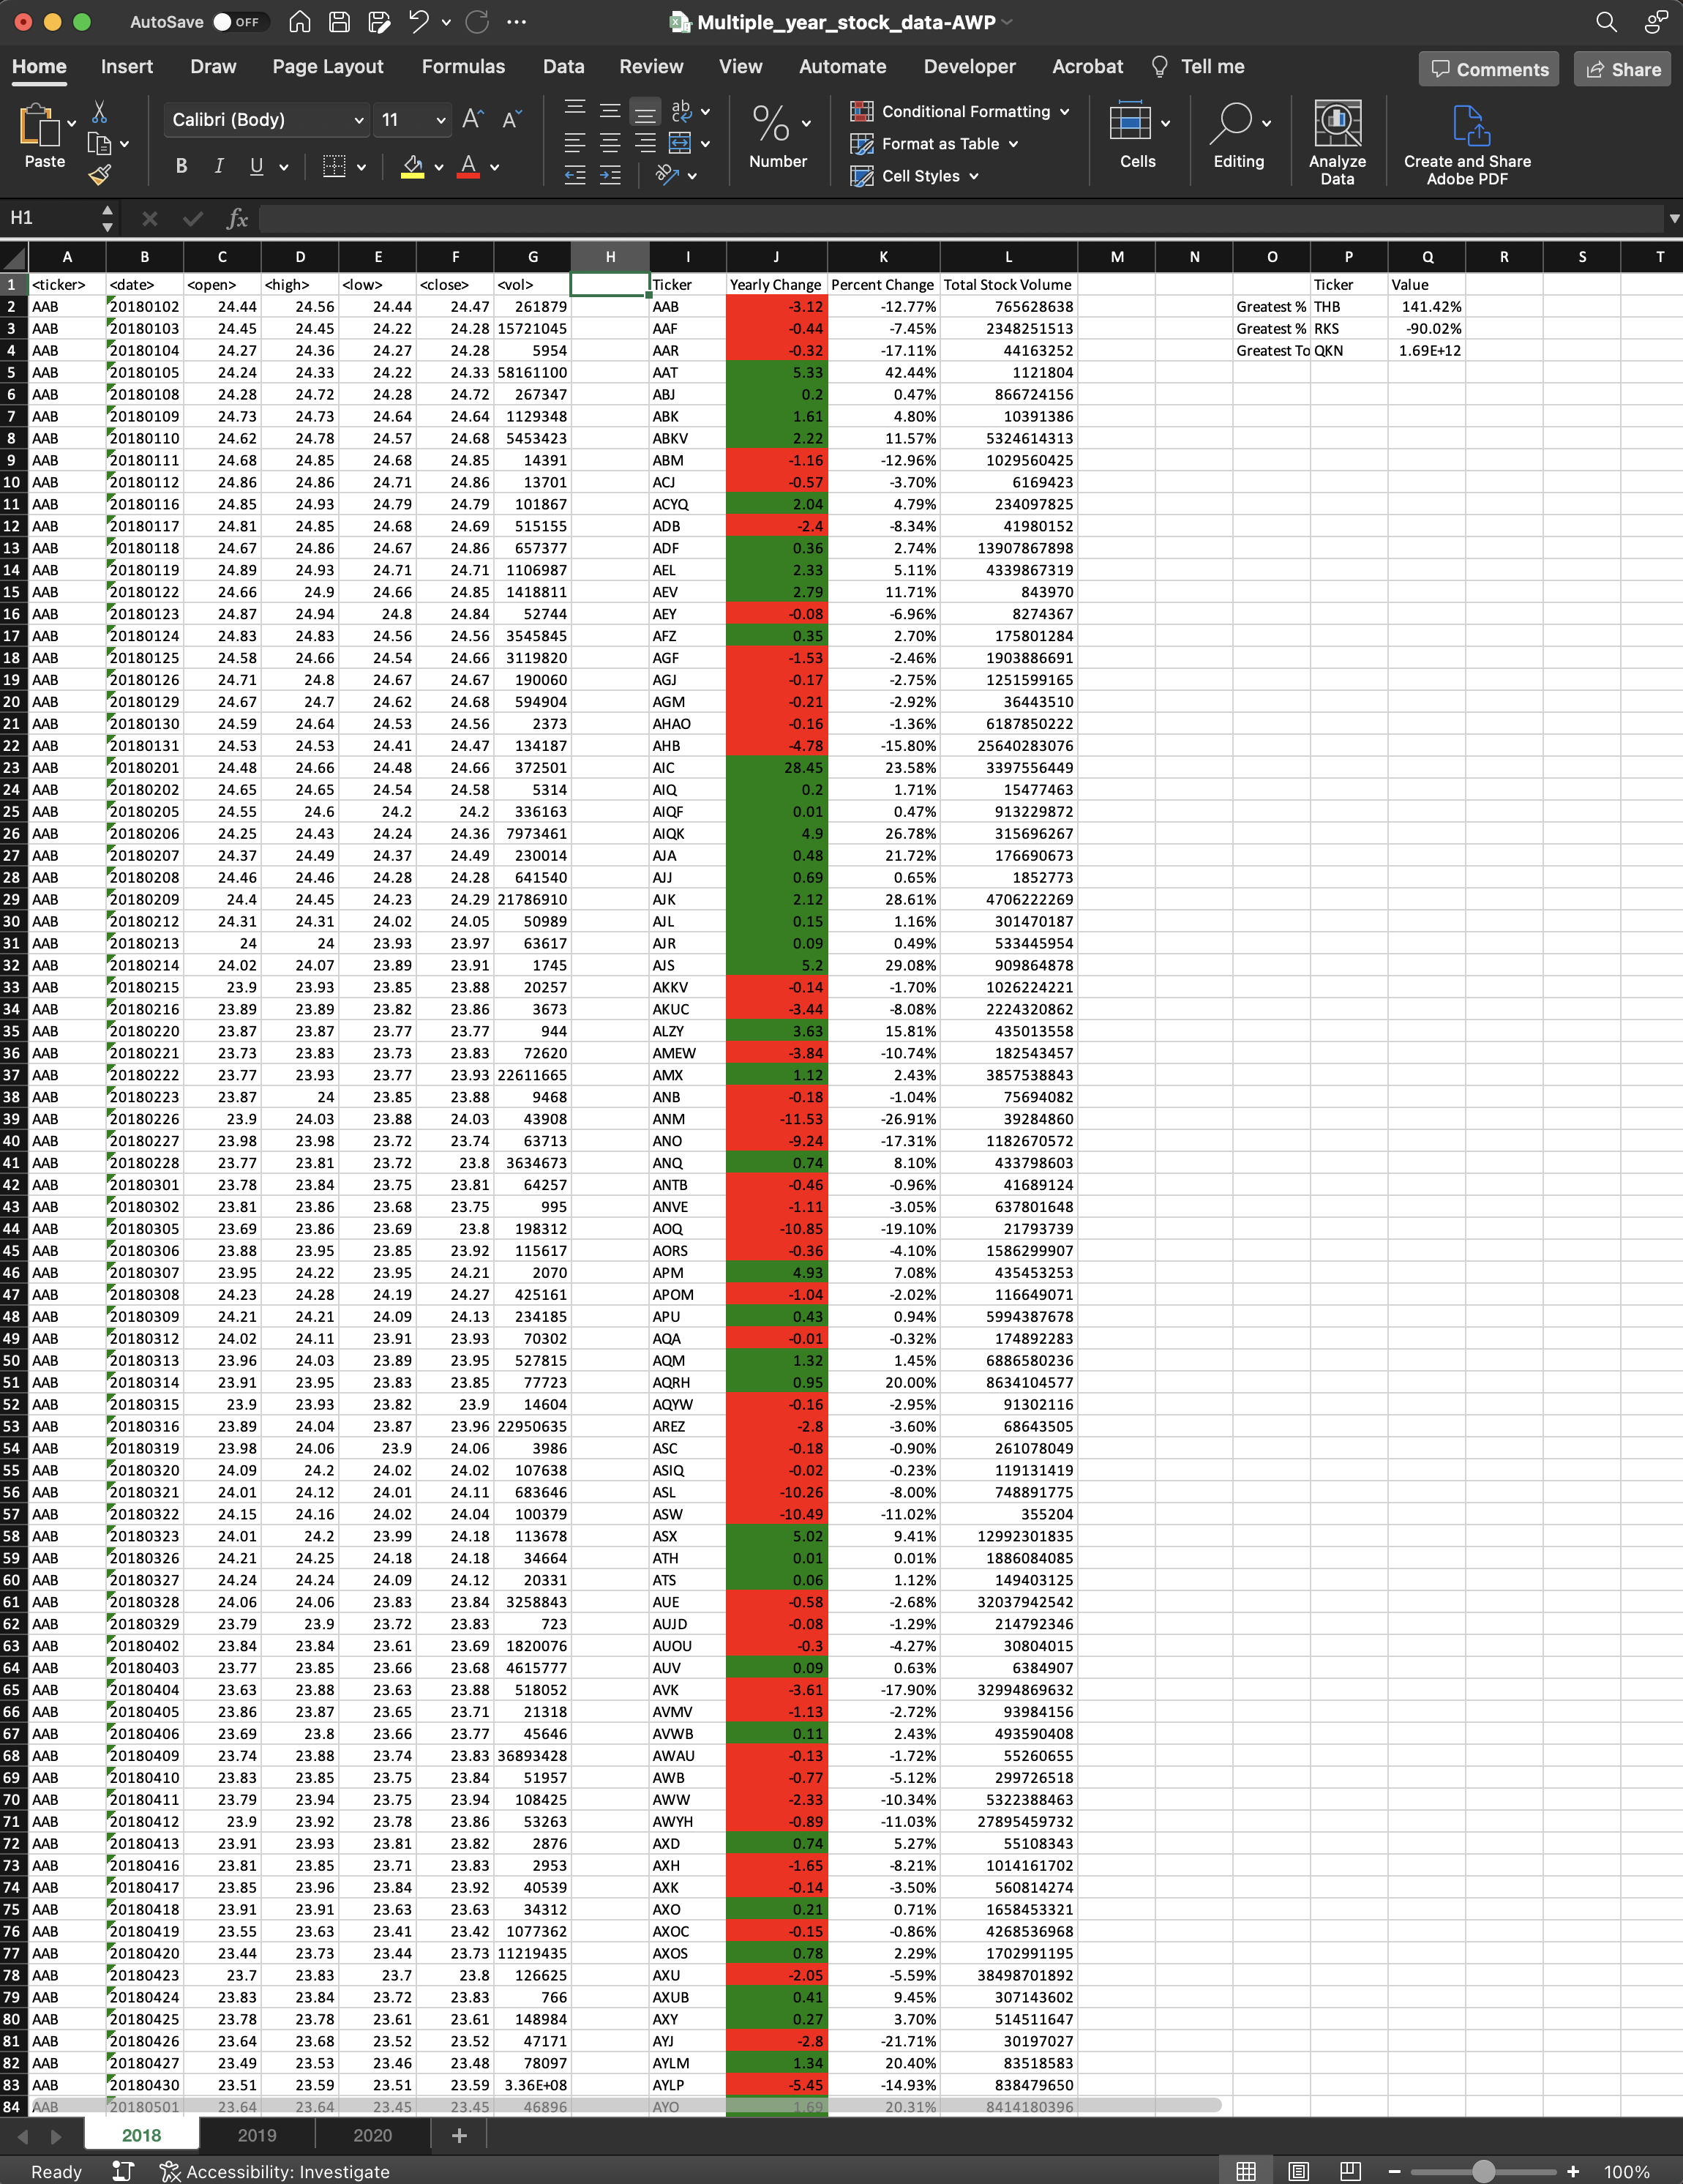 AutoSave OFF Multiple_year_stock_data-AWP
Home Insert Draw Page Layout Formulas Data Review View Automate Developer Acrobat Tell me Comments Share
Paste Calibri (Body) 11 Number Conditional Formatting Format as Table Cell Styles Cells Editing Analyze Data Create and Share Adobe PDF
H1 fx
A B C D E F G H I J K L M N O P Q R S T
1 <ticker> <date> <open> <high> <low> <close> <vol> Ticker Yearly Change Percent Change Total Stock Volume Ticker Value
2 AAB 20180102 24.44 24.56 24.44 24.47 261879 AAB -3.12 -12.77% 765628638 Greatest % THB 141.42%
3 AAB 20180103 24.45 24.45 24.22 24.28 15721045 AAF -0.44 -7.45% 2348251513 Greatest % RKS -90.02%
4 AAB 20180104 24.27 24.36 24.27 24.28 5954 AAR -0.32 -17.11% 44163252 Greatest To QKN 1.69E+12
5 AAB 20180105 24.24 24.33 24.22 24.33 58161100 AAT 5.33 42.44% 1121804
6 AAB 20180108 24.28 24.72 24.28 24.72 267347 ABJ 0.2 0.47% 866724156
7 AAB 20180109 24.73 24.73 24.64 24.64 1129348 ABK 1.61 4.80% 10391386
8 AAB 20180110 24.62 24.78 24.57 24.68 5453423 ABKV 2.22 11.57% 5324614313
9 AAB 20180111 24.68 24.85 24.68 24.85 14391 ABM -1.16 -12.96% 1029560425
10 AAB 20180112 24.86 24.86 24.71 24.86 13701 ACJ -0.57 -3.70% 6169423
11 AAB 20180116 24.85 24.93 24.79 24.79 101867 ACYQ 2.04 4.79% 234097825
12 AAB 20180117 24.81 24.85 24.68 24.69 515155 ADB -2.4 -8.34% 41980152
13 AAB 20180118 24.67 24.86 24.67 24.86 657377 ADF 0.36 2.74% 13907867898
14 AAB 20180119 24.89 24.93 24.71 24.71 1106987 AEL 2.33 5.11% 4339867319
15 AAB 20180122 24.66 24.9 24.66 24.85 1418811 AEV 2.79 11.71% 843970
16 AAB 20180123 24.87 24.94 24.8 24.84 52744 AEY -0.08 -6.96% 8274367
17 AAB 20180124 24.83 24.83 24.56 24.56 3545845 AFZ 0.35 2.70% 175801284
18 AAB 20180125 24.58 24.66 24.54 24.66 3119820 AGF -1.53 -2.46% 1903886691
19 AAB 20180126 24.71 24.8 24.67 24.67 190060 AGJ -0.17 -2.75% 1251599165
20 AAB 20180129 24.67 24.7 24.62 24.68 594904 AGM -0.21 -2.92% 36443510
21 AAB 20180130 24.59 24.64 24.53 24.56 2373 AHAO -0.16 -1.36% 6187850222
22 AAB 20180131 24.53 24.53 24.41 24.47 134187 AHB -4.78 -15.80% 25640283076
23 AAB 20180201 24.48 24.66 24.48 24.66 372501 AIC 28.45 23.58% 3397556449
24 AAB 20180202 24.65 24.65 24.54 24.58 5314 AIQ 0.2 1.71% 15477463
25 AAB 20180205 24.55 24.6 24.2 24.2 336163 AIQF 0.01 0.47% 913229872
26 AAB 20180206 24.25 24.43 24.24 24.36 7973461 AIQK 4.9 26.78% 315696267
27 AAB 20180207 24.37 24.49 24.37 24.49 230014 AJA 0.48 21.72% 176690673
28 AAB 20180208 24.46 24.46 24.28 24.28 641540 AJJ 0.69 0.65% 1852773
29 AAB 20180209 24.4 24.45 24.23 24.29 21786910 AJK 2.12 28.61% 4706222269
30 AAB 20180212 24.31 24.31 24.02 24.05 50989 AJL 0.15 1.16% 301470187
31 AAB 20180213 24 24 23.93 23.97 63617 AJR 0.09 0.49% 533445954
32 AAB 20180214 24.02 24.07 23.89 23.91 1745 AJS 5.2 29.08% 909864878
33 AAB 20180215 23.9 23.93 23.85 23.88 20257 AKKV -0.14 -1.70% 1026224221
34 AAB 20180216 23.89 23.89 23.82 23.86 3673 AKUC -3.44 -8.08% 2224320862
35 AAB 20180220 23.87 23.87 23.77 23.77 944 ALZY 3.63 15.81% 435013558
36 AAB 20180221 23.73 23.83 23.73 23.83 72620 AMEW -3.84 -10.74% 182543457
37 AAB 20180222 23.77 23.93 23.77 23.93 22611665 AMX 1.12 2.43% 3857538843
38 AAB 20180223 23.87 24 23.85 23.88 9468 ANB -0.18 -1.04% 75694082
39 AAB 20180226 23.9 24.03 23.88 24.03 43908 ANM -11.53 -26.91% 39284860
40 AAB 20180227 23.98 23.98 23.72 23.74 63713 ANO -9.24 -17.31% 1182670572
41 AAB 20180228 23.77 23.81 23.72 23.8 3634673 ANQ 0.74 8.10% 433798603
42 AAB 20180301 23.78 23.84 23.75 23.81 64257 ANTB -0.46 -0.96% 41689124
43 AAB 20180302 23.81 23.86 23.68 23.75 995 ANVE -1.11 -3.05% 637801648
44 AAB 20180305 23.69 23.86 23.69 23.8 198312 AOQ -10.85 -19.10% 21793739
45 AAB 20180306 23.88 23.95 23.85 23.92 115617 AORS -0.36 -4.10% 1586299907
46 AAB 20180307 23.95 24.22 23.95 24.21 2070 APM 4.93 7.08% 435453253
47 AAB 20180308 24.23 24.28 24.19 24.27 425161 APOM -1.04 -2.02% 116649071
48 AAB 20180309 24.21 24.21 24.09 24.13 234185 APU 0.43 0.94% 5994387678
49 AAB 20180312 24.02 24.11 23.91 23.93 70302 AQA -0.01 -0.32% 174892283
50 AAB 20180313 23.96 24.03 23.89 23.95 527815 AQM 1.32 1.45% 6886580236
51 AAB 20180314 23.91 23.95 23.83 23.85 77723 AQRH 0.95 20.00% 8634104577
52 AAB 20180315 23.9 23.93 23.82 23.9 14604 AQYW -0.16 -2.95% 91302116
53 AAB 20180316 23.89 24.04 23.87 23.96 22950635 AREZ -2.8 -3.60% 68643505
54 AAB 20180319 23.98 24.06 23.9 24.06 3986 ASC -0.18 -0.90% 261078049
55 AAB 20180320 24.09 24.2 24.02 24.02 107638 ASIQ -0.02 -0.23% 119131419
56 AAB 20180321 24.01 24.12 24.01 24.11 683646 ASL -10.26 -8.00% 748891775
57 AAB 20180322 24.15 24.16 24.02 24.04 100379 ASW -10.49 -11.02% 355204
58 AAB 20180323 24.01 24.2 23.99 24.18 113678 ASX 5.02 9.41% 12992301835
59 AAB 20180326 24.21 24.25 24.18 24.18 34664 ATH 0.01 0.01% 1886084085
60 AAB 20180327 24.24 24.24 24.09 24.12 20331 ATS 0.06 1.12% 149403125
61 AAB 20180328 24.06 24.06 23.83 23.84 3258843 AUE -0.58 -2.68% 32037942542
62 AAB 20180329 23.79 23.9 23.72 23.83 723 AUJD -0.08 -1.29% 214792346
63 AAB 20180402 23.84 23.84 23.61 23.69 1820076 AUOU -0.3 -4.27% 30804015
64 AAB 20180403 23.77 23.85 23.66 23.68 4615777 AUV 0.09 0.63% 6384907
65 AAB 20180404 23.63 23.88 23.63 23.88 518052 AVK -3.61 -17.90% 32994869632
66 AAB 20180405 23.86 23.87 23.65 23.71 21318 AVMV -1.13 -2.72% 93984156
67 AAB 20180406 23.69 23.8 23.66 23.77 45646 AVWB 0.11 2.43% 493590408
68 AAB 20180409 23.74 23.88 23.74 23.83 36893428 AWAU -0.13 -1.72% 55260655
69 AAB 20180410 23.83 23.85 23.75 23.84 51957 AWB -0.77 -5.12% 299726518
70 AAB 20180411 23.79 23.94 23.75 23.94 108425 AWW -2.33 -10.34% 5322388463
71 AAB 20180412 23.9 23.92 23.78 23.86 53263 AWYH -0.89 -11.03% 27895459732
72 AAB 20180413 23.91 23.93 23.81 23.82 2876 AXD 0.74 5.27% 55108343
73 AAB 20180416 23.81 23.85 23.71 23.83 2953 AXH -1.65 -8.21% 1014161702
74 AAB 20180417 23.85 23.96 23.84 23.92 40539 AXK -0.14 -3.50% 560814274
75 AAB 20180418 23.91 23.91 23.63 23.63 34312 AXO 0.21 0.71% 1658453321
76 AAB 20180419 23.55 23.63 23.41 23.42 1077362 AXOC -0.15 -0.86% 4268536968
77 AAB 20180420 23.44 23.73 23.44 23.73 11219435 AXOS 0.78 2.29% 1702991195
78 AAB 20180423 23.7 23.83 23.7 23.8 126625 AXU -2.05 -5.59% 38498701892
79 AAB 20180424 23.83 23.84 23.72 23.83 766 AXUB 0.41 9.45% 307143602
80 AAB 20180425 23.78 23.78 23.61 23.61 148984 AXY 0.27 3.70% 514511647
81 AAB 20180426 23.64 23.68 23.52 23.52 47171 AYJ -2.8 -21.71% 30197027
82 AAB 20180427 23.49 23.53 23.46 23.48 78097 AYLM 1.34 20.40% 83518583
83 AAB 20180430 23.51 23.59 23.51 23.59 3.36E+08 AYLP -5.45 -14.93% 838479650
84 AAB 20180501 23.64 23.64 23.45 23.45 46896 AYO 1.69 20.31% 8414180396
2018 2019 2020
Ready Accessibility: Investigate 100%